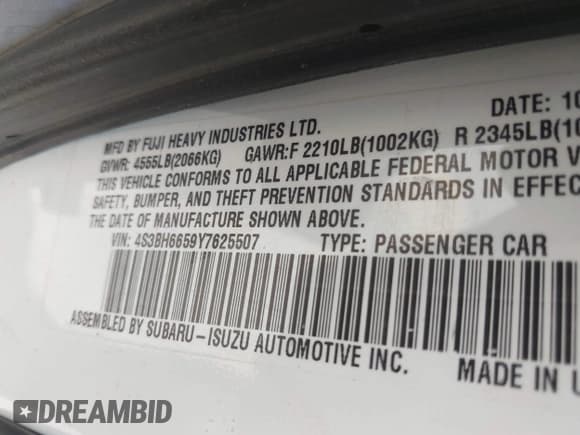 DATE: 10
MFD BY FUJI HEAVY INDUSTRIES LTD.
GVWR: 4555LB(2066KG) GAWR:F 2210LB(1002KG) R 2345LB(10
THIS VEHICLE CONFORMS TO ALL APPLICABLE FEDERAL MOTOR V
SAFETY, BUMPER, AND THEFT PREVENTION STANDARDS IN EFFEC
THE DATE OF MANUFACTURE SHOWN ABOVE.
VIN: 4S3BH6659Y7625507 TYPE: PASSENGER CAR
ASSEMBLED BY SUBARU-ISUZU AUTOMOTIVE INC. MADE IN U
DREAMBID